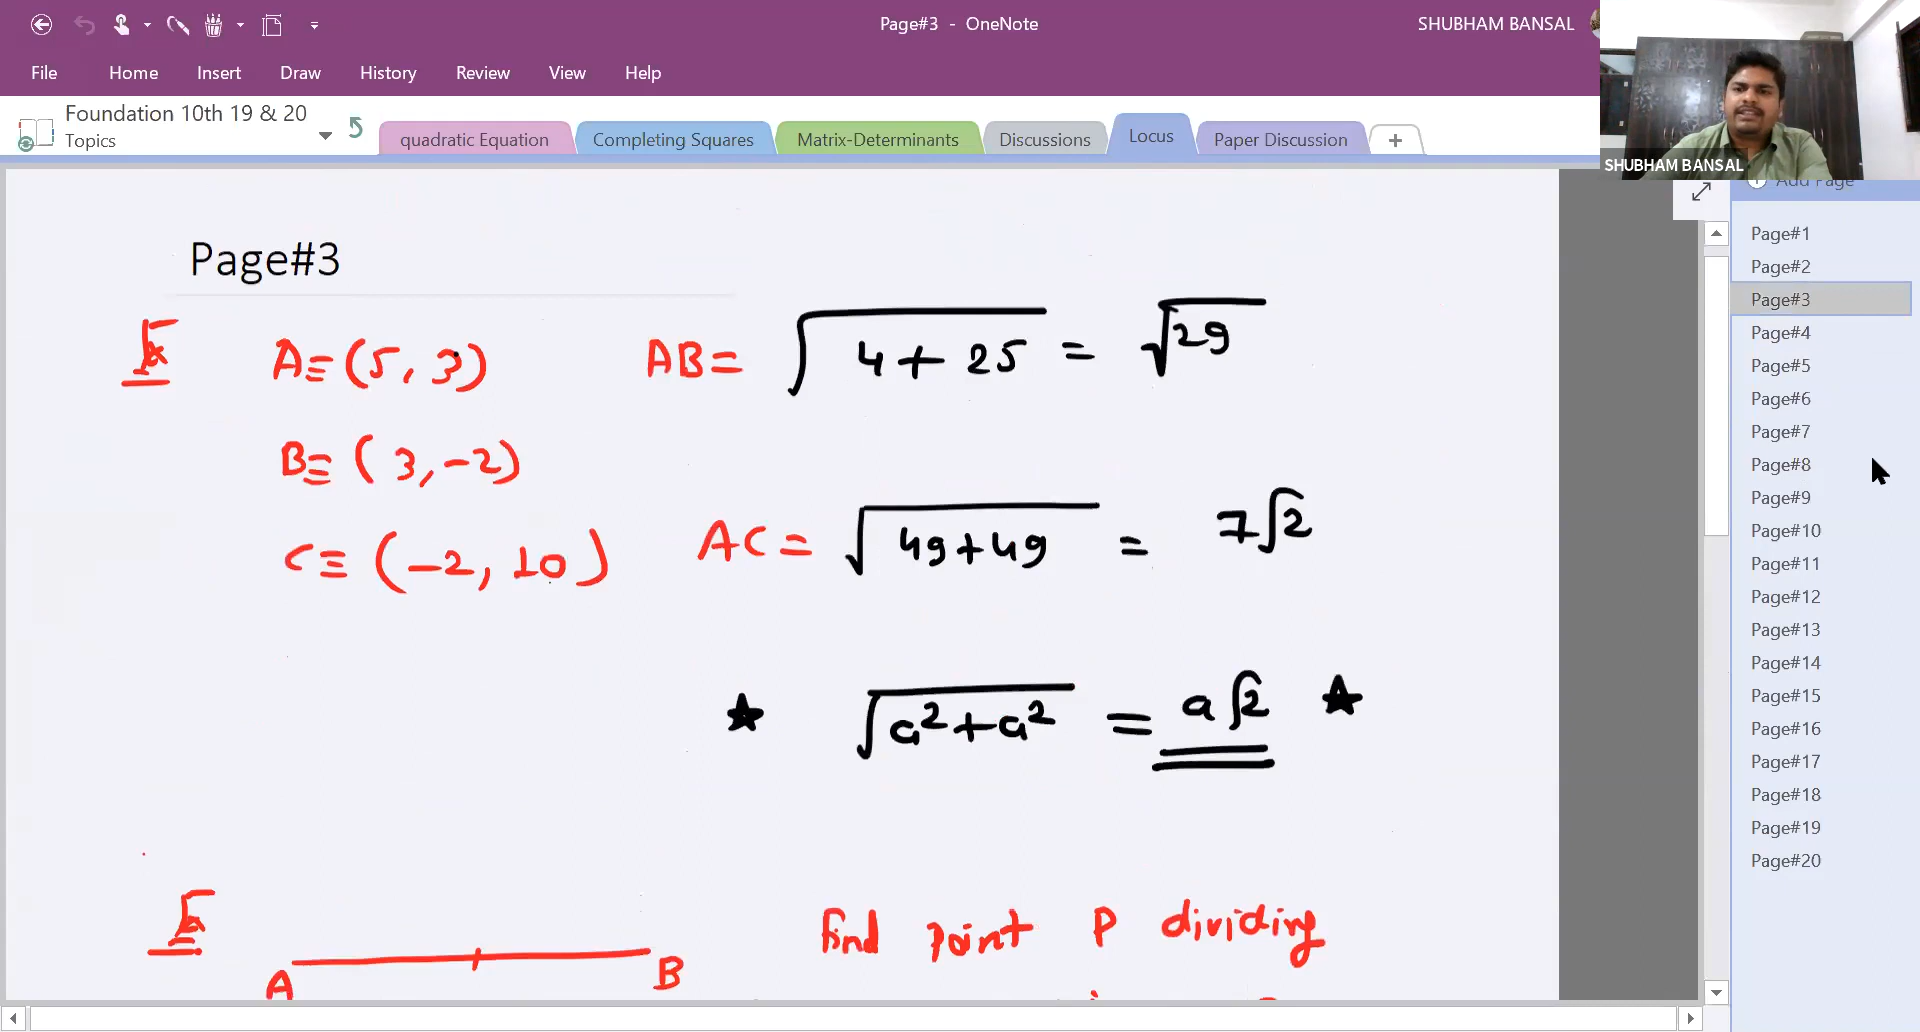 Page#3 - OneNote
SHUBHAM BANSAL
File Home Insert Draw History Review View Help
Foundation 10th 19 & 20
Topics
quadratic Equation
Completing Squares
Matrix-Determinants
Discussions
Locus
Paper Discussion
+
SHUBHAM BANSAL
Add Page
Page#3
Ex
A≡(5, 3)
AB= √4+25 = √29
B≡(3,-2)
C≡(-2, 10)
AC= √49+49 = 7√2
★ √a²+a² = a√2 ★
Ex
A B
find point P dividing
Page#1
Page#2
Page#3
Page#4
Page#5
Page#6
Page#7
Page#8
Page#9
Page#10
Page#11
Page#12
Page#13
Page#14
Page#15
Page#16
Page#17
Page#18
Page#19
Page#20